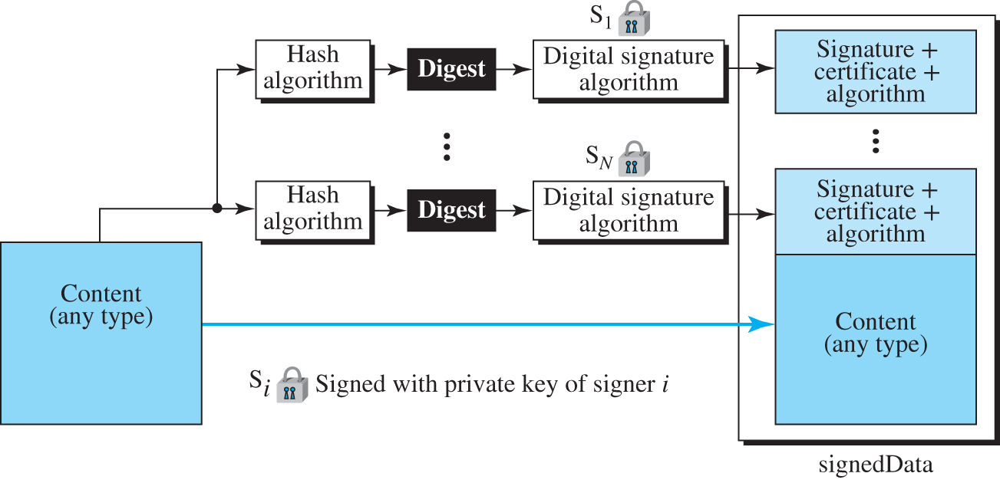 S1
Hash
algorithm
Digest
Digital signature
algorithm
Signature +
certificate +
algorithm
SN
Hash
algorithm
Digest
Digital signature
algorithm
Signature +
certificate +
algorithm
Content
(any type)
Content
(any type)
Si Signed with private key of signer i
signedData